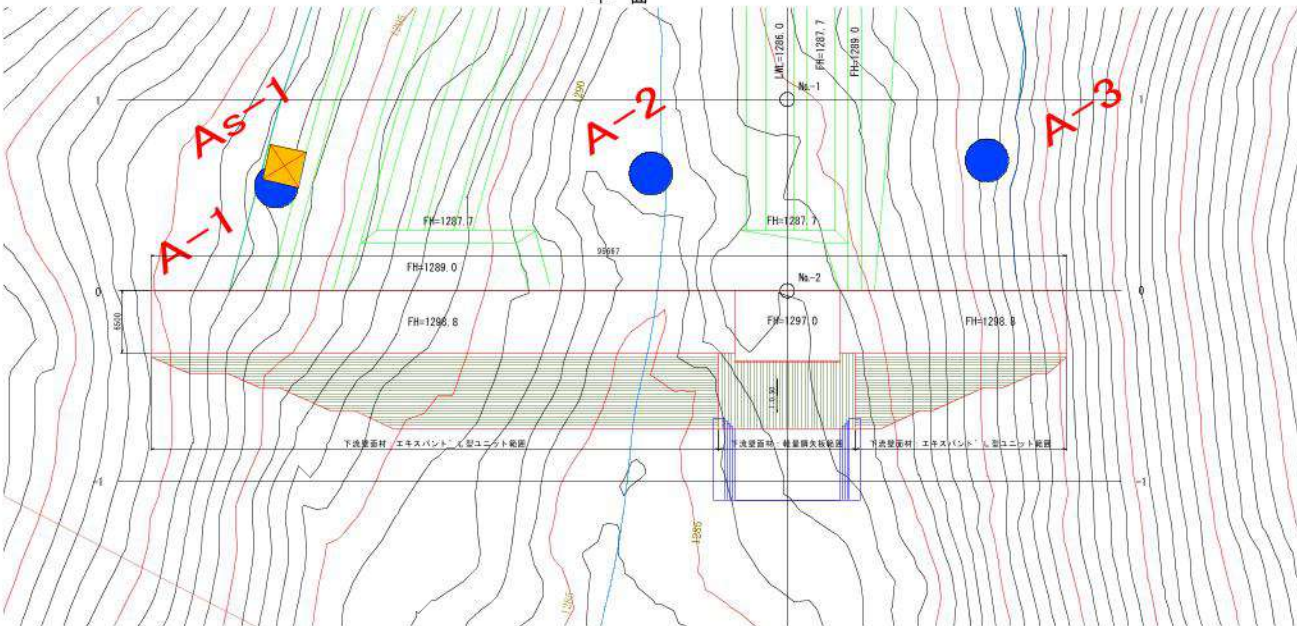 平 面
1305
1290
LWL=1286.0
FH=1287.7
FH=1289.0
No.-1
1
1
As-1
A-2
A-3
A-1
FH=1287.7
FH=1287.7
FH=1289.0
No.-2
0
0
6500
FH=1298.8
FH=1297.0
FH=1298.8
下流壁面材：エキスパンド゛L型ユニット範囲
下流壁面材：軽量鋼矢板範囲
下流壁面材：エキスパンド゛L型ユニット範囲
-1
-1
1285
1285